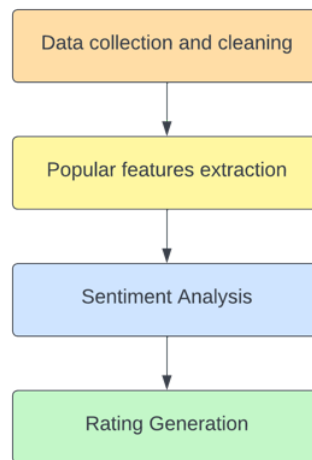 Data collection and cleaning
Popular features extraction
Sentiment Analysis
Rating Generation